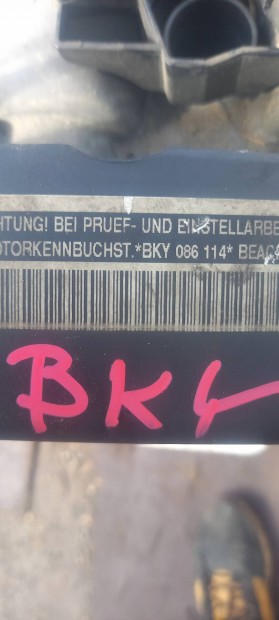 HTUNG! BEI PRUEF- UND EINSTELLARBE
OTORKENNBUCHST.*BKY 086 114* BEAC
BKY